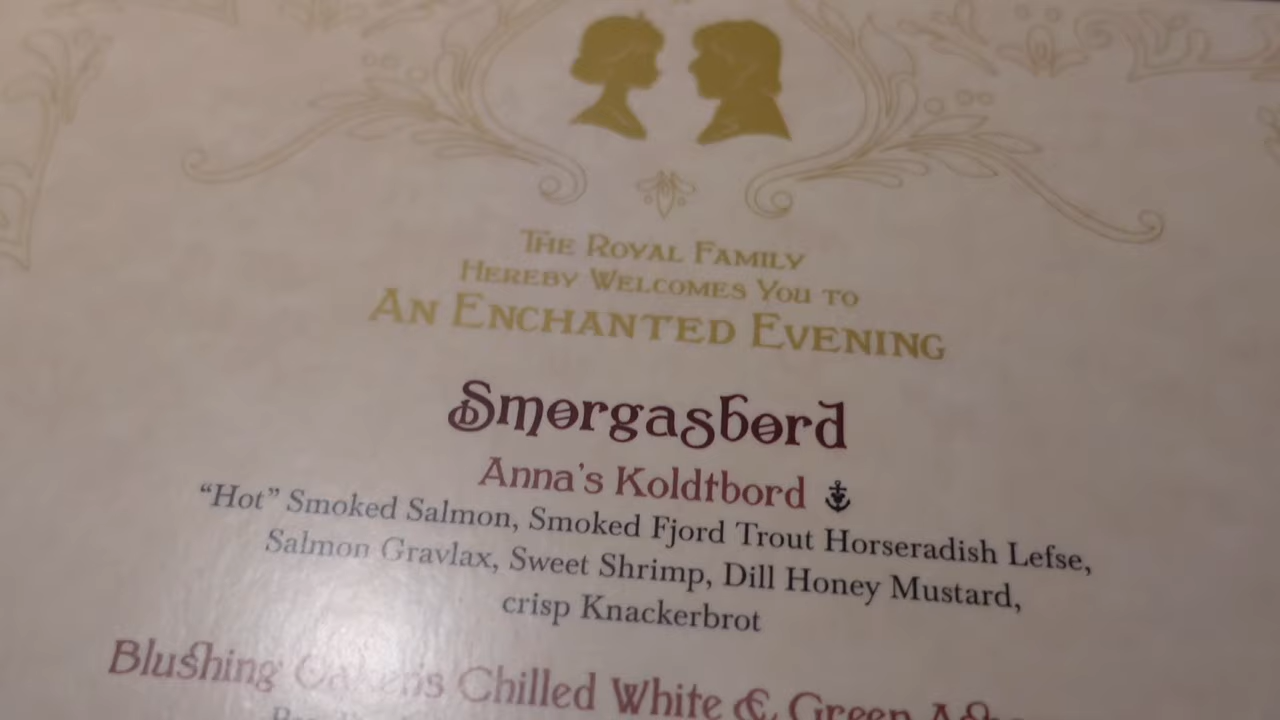 The Royal Family
Hereby Welcomes You to
An Enchanted Evening
Smorgasbord
Anna's Koldtbord
“Hot” Smoked Salmon, Smoked Fjord Trout Horseradish Lefse,
Salmon Gravlax, Sweet Shrimp, Dill Honey Mustard,
crisp Knackerbrot
Blushing Chilled White & Green